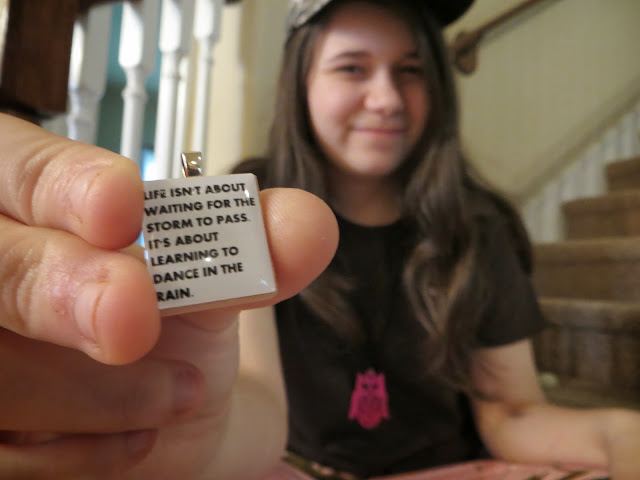 LIFE ISN'T ABOUT
WAITING FOR THE
STORM TO PASS.
IT'S ABOUT
LEARNING TO
DANCE IN THE
RAIN.